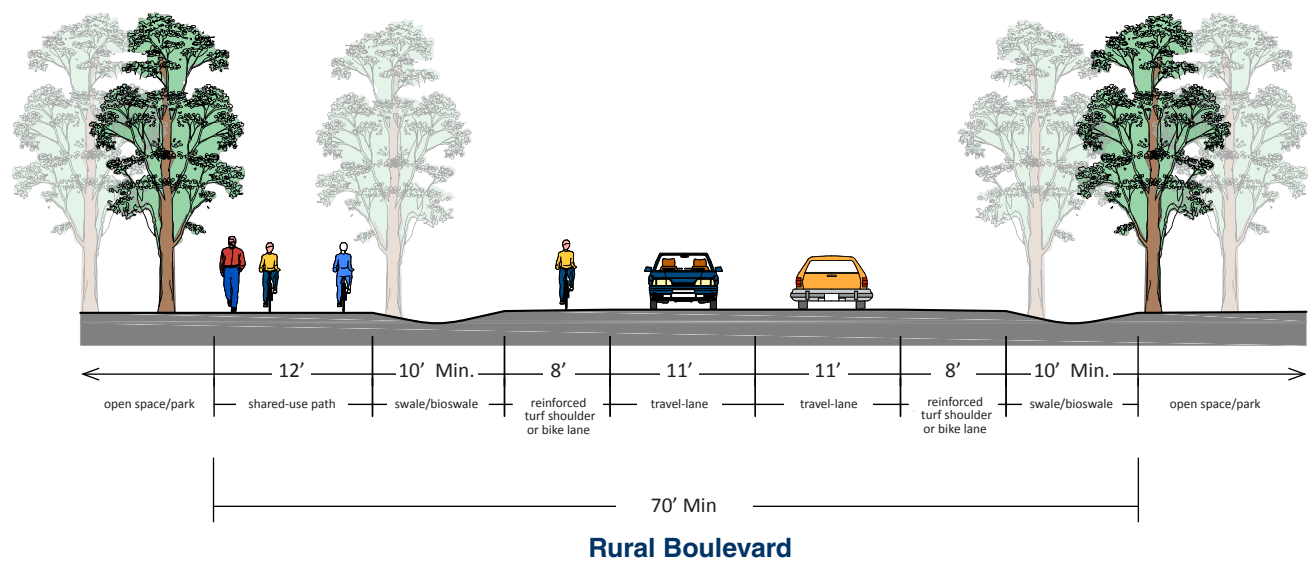 12’
10’ Min.
8’
11’
11’
8’
10’ Min.
open space/park
shared-use path
swale/bioswale
reinforced
turf shoulder
or bike lane
travel-lane
travel-lane
reinforced
turf shoulder
or bike lane
swale/bioswale
open space/park
70’ Min
Rural Boulevard